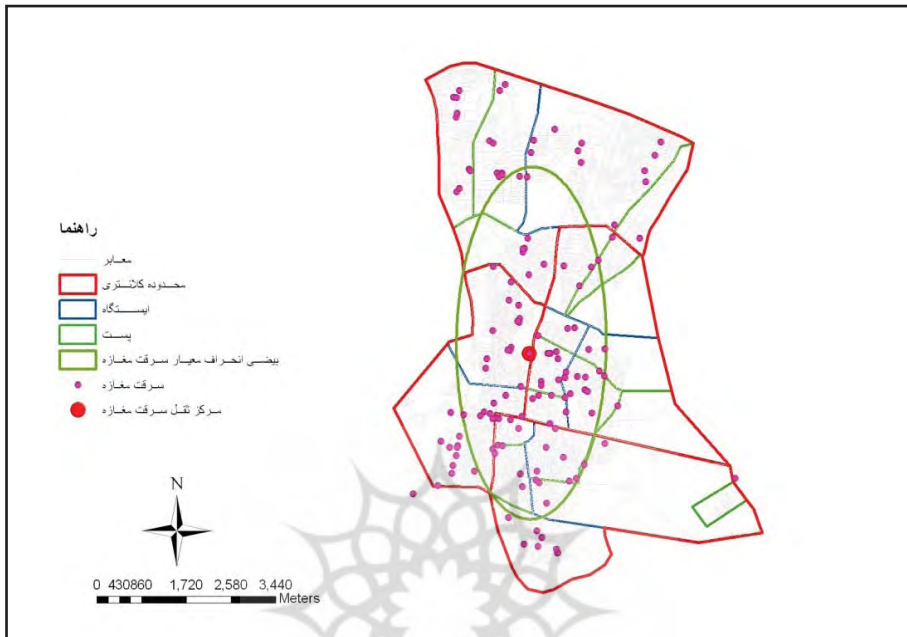 راهنما
معابر
محدوده کلانتری
ایستگاه
پست
بیضی انحراف معیار سرقت مغازه
سرقت مغازه
مرکز ثقل سرقت مغازه
N
0 430860 1,720 2,580 3,440
Meters